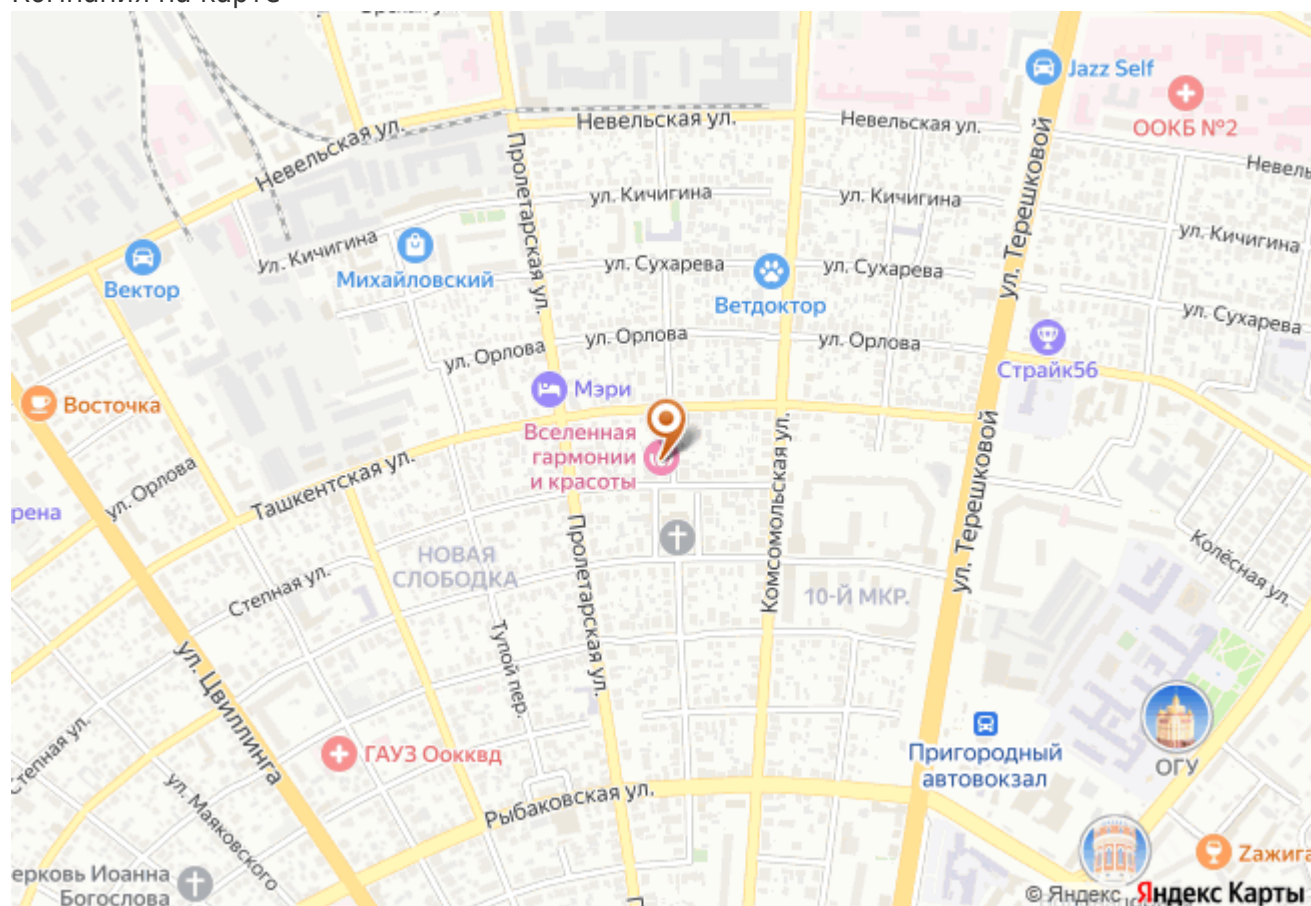 Компания на карте
Jazz Self
ООКБ №2
Невельская ул.
Невельская ул.
Невельская ул.
Невель
Пролетарская ул.
ул. Кичигина
ул. Кичигина
ул. Кичигина
ул. Кичигина
ул. Терешковой
Михайловский
Вектор
ул. Сухарева
ул. Сухарева
ул. Сухарева
Ветдоктор
ул. Орлова
ул. Орлова
ул. Орлова
Страйк56
Мэри
Восточка
Вселенная
гармонии
и красоты
ул. Орлова
Ташкентская ул.
рена
Комсомольская ул.
ул. Терешковой
НОВАЯ
СЛОБОДКА
Степная ул.
Пролетарская ул.
10-Й МКР.
Колёсная ул.
Тупой пер.
ул. Цвиллинга
Степная ул.
ГАУЗ Оокквд
Пригородный
автовокзал
ОГУ
Рыбаковская ул.
ул. Маяковского
ерковь Иоанна
Богослова
Zажига
© Яндекс Яндекс Карты